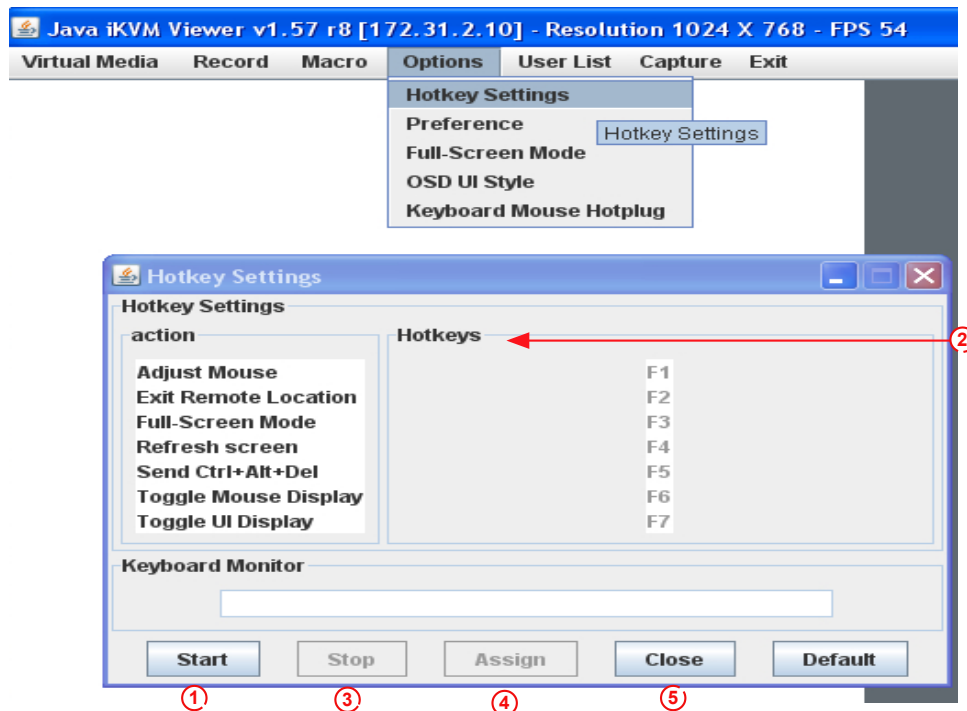 Java iKVM Viewer v1.57 r8 [172.31.2.10] - Resolution 1024 X 768 - FPS 54
Virtual Media Record Macro Options User List Capture Exit
Hotkey Settings
Preference
Hotkey Settings
Full-Screen Mode
OSD UI Style
Keyboard Mouse Hotplug
Hotkey Settings
Hotkey Settings
action Hotkeys
2
Adjust Mouse F1
Exit Remote Location F2
Full-Screen Mode F3
Refresh screen F4
Send Ctrl+Alt+Del F5
Toggle Mouse Display F6
Toggle UI Display F7
Keyboard Monitor
Start Stop Assign Close Default
1 3 4 5